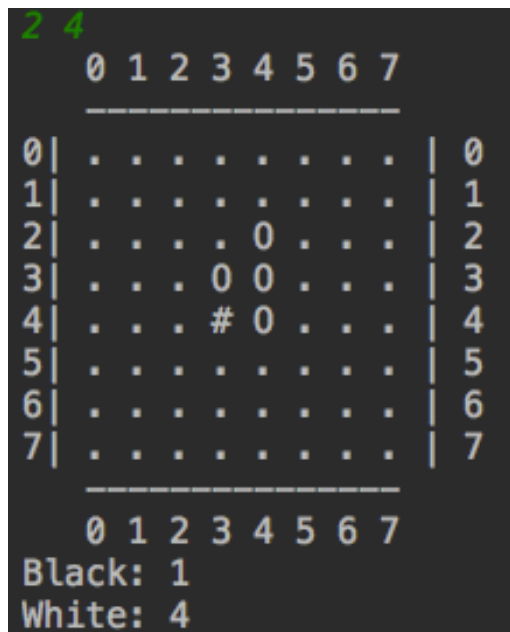 2 4
0 1 2 3 4 5 6 7
_______________
0| . . . . . . . . | 0
1| . . . . . . . . | 1
2| . . . . O . . . | 2
3| . . . O O . . . | 3
4| . . . # O . . . | 4
5| . . . . . . . . | 5
6| . . . . . . . . | 6
7| . . . . . . . . | 7
_______________
0 1 2 3 4 5 6 7
Black: 1
White: 4